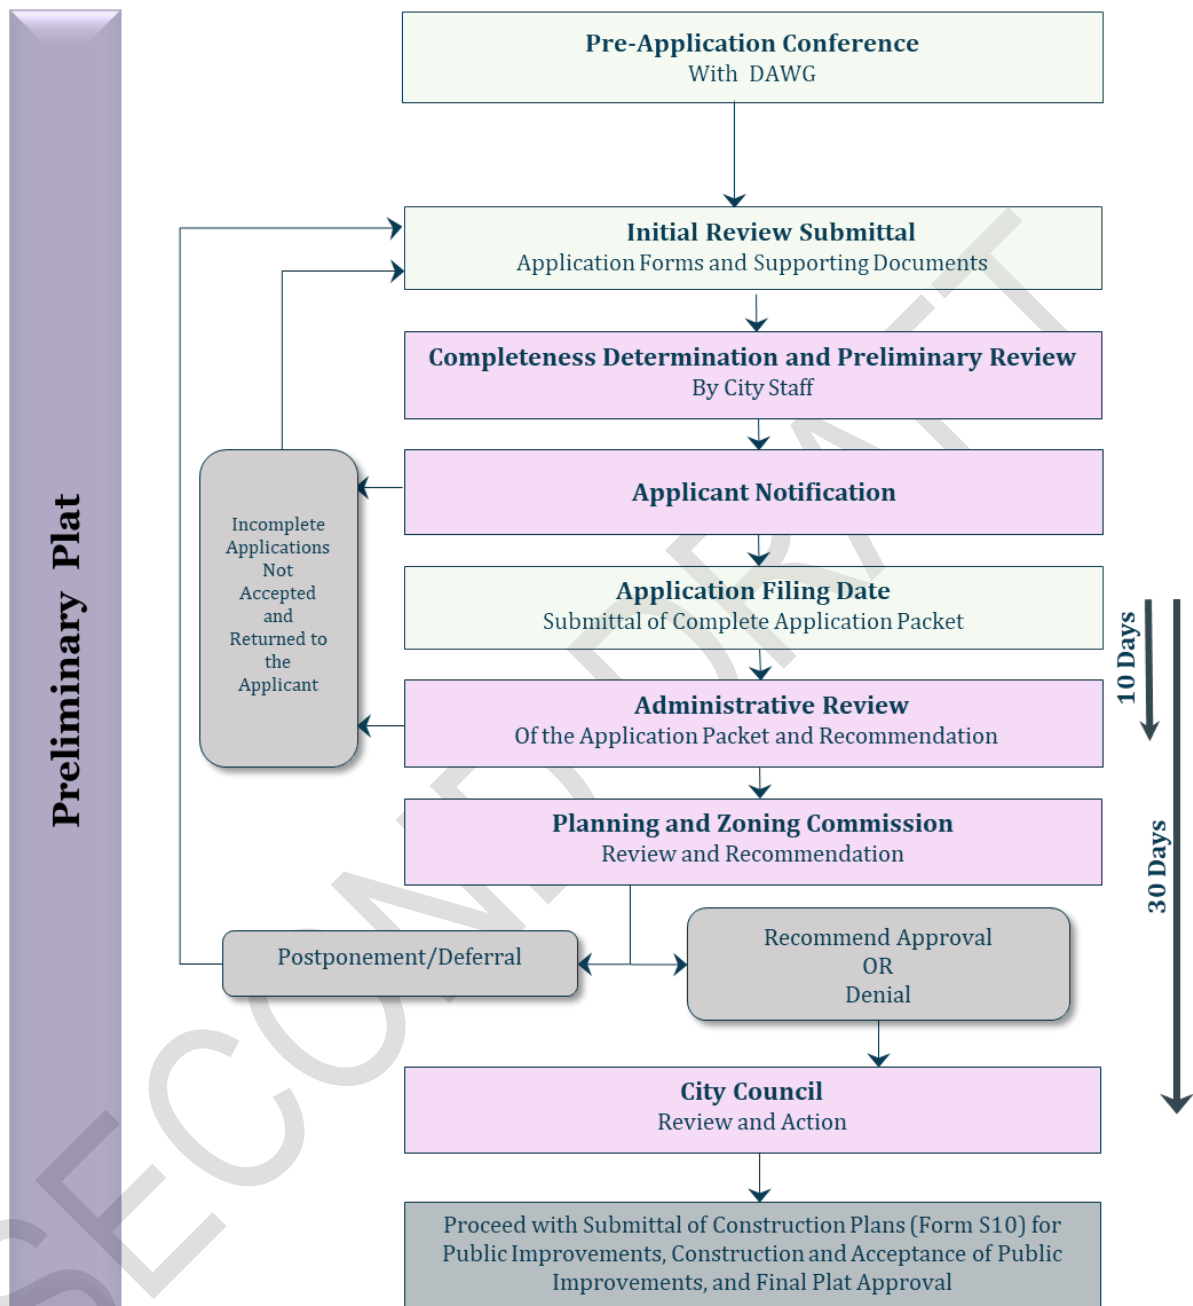 Preliminary Plat
Pre-Application Conference
With DAWG
Initial Review Submittal
Application Forms and Supporting Documents
Completeness Determination and Preliminary Review
By City Staff
Applicant Notification
Incomplete
Applications
Not
Accepted
and
Returned to
the
Applicant
Application Filing Date
Submittal of Complete Application Packet
10 Days
Administrative Review
Of the Application Packet and Recommendation
30 Days
Planning and Zoning Commission
Review and Recommendation
Postponement/Deferral
Recommend Approval
OR
Denial
City Council
Review and Action
Proceed with Submittal of Construction Plans (Form S10) for
Public Improvements, Construction and Acceptance of Public
Improvements, and Final Plat Approval
SECOND DRAFT